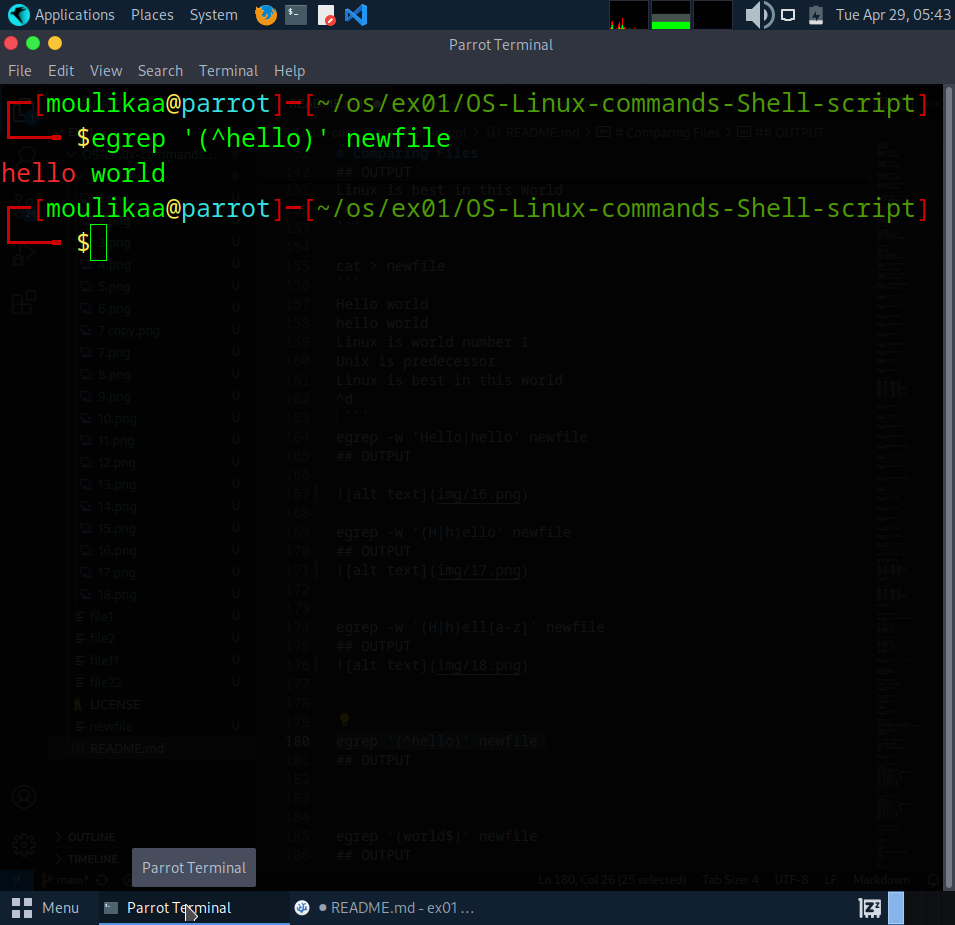 Applications Places System Tue Apr 29, 05:43
Parrot Terminal
File Edit View Search Terminal Help
[moulikaa@parrot]-[~/os/ex01/OS-Linux-commands-Shell-script]
$egrep '(^hello)' newfile
hello world
[moulikaa@parrot]-[~/os/ex01/OS-Linux-commands-Shell-script]
$
README.md > # Comparing Files > ## OUTPUT
# Comparing Files
142 ## OUTPUT
151 Linux is best in this World
153
154
155 cat > newfile
156 ```
157 Hello world
158 hello world
159 Linux is world number 1
160 Unix is predecessor
161 Linux is best in this World
162 ^d
163 ```
164 egrep -w 'Hello|hello' newfile
165 ## OUTPUT
166
167 ![alt text](img/16.png)
168
169 egrep -w '(H|h)ello' newfile
170 ## OUTPUT
171 ![alt text](img/17.png)
172
173
174 egrep -w '(H|h)ell[a-z]' newfile
175 ## OUTPUT
176 ![alt text](img/18.png)
177
178
179
180 egrep '(^hello)' newfile
181 ## OUTPUT
182
183
184
185 egrep '(world$)' newfile
186 ## OUTPUT
3.png U
4.png U
5.png U
6.png U
7 copy.png U
7.png U
8.png U
9.png U
10.png U
11.png U
12.png U
13.png U
14.png U
15.png U
16.png U
17.png U
18.png U
file1 U
file2 U
file11 U
file22 U
LICENSE
newfile U
README.md
OUTLINE
TIMELINE
Parrot Terminal
main* Ln 180, Col 26 (25 selected) Tab Size: 4 UTF-8 LF Markdown
Menu Parrot Terminal README.md - ex01 ...